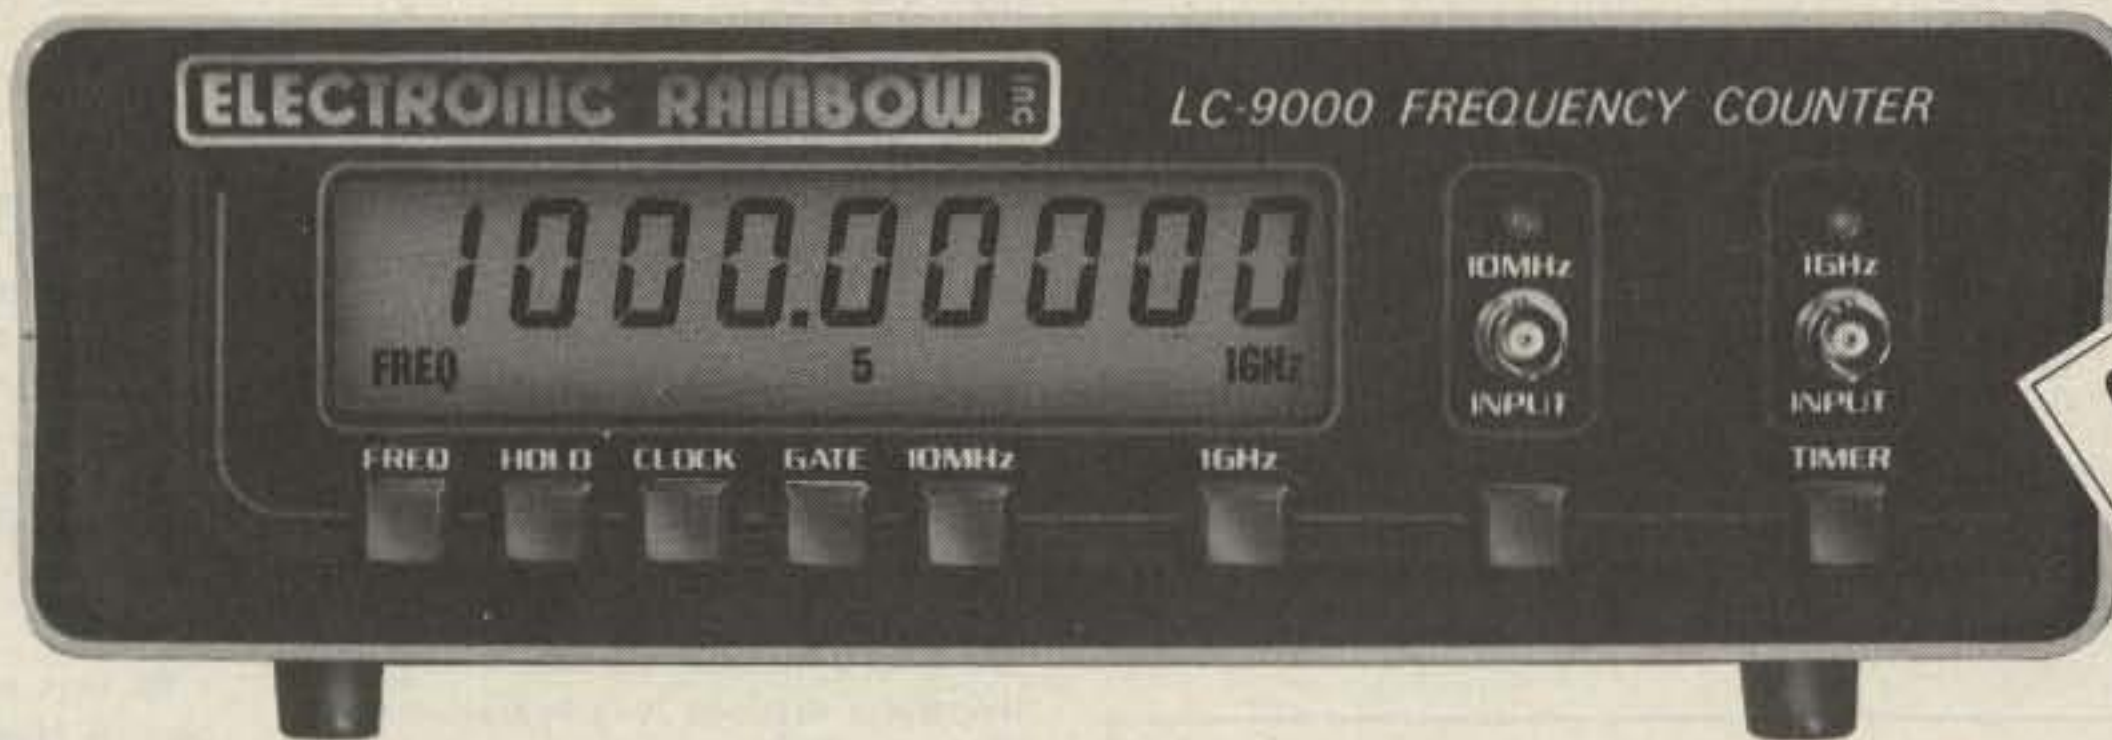 ELECTRONIC RAINBOW inc
LC-9000 FREQUENCY COUNTER
1000.00000
FREQ 5 1GHz
10MHz
INPUT
1GHz
INPUT
FREQ HOLD CLOCK GATE 10MHz 1GHz TIMER